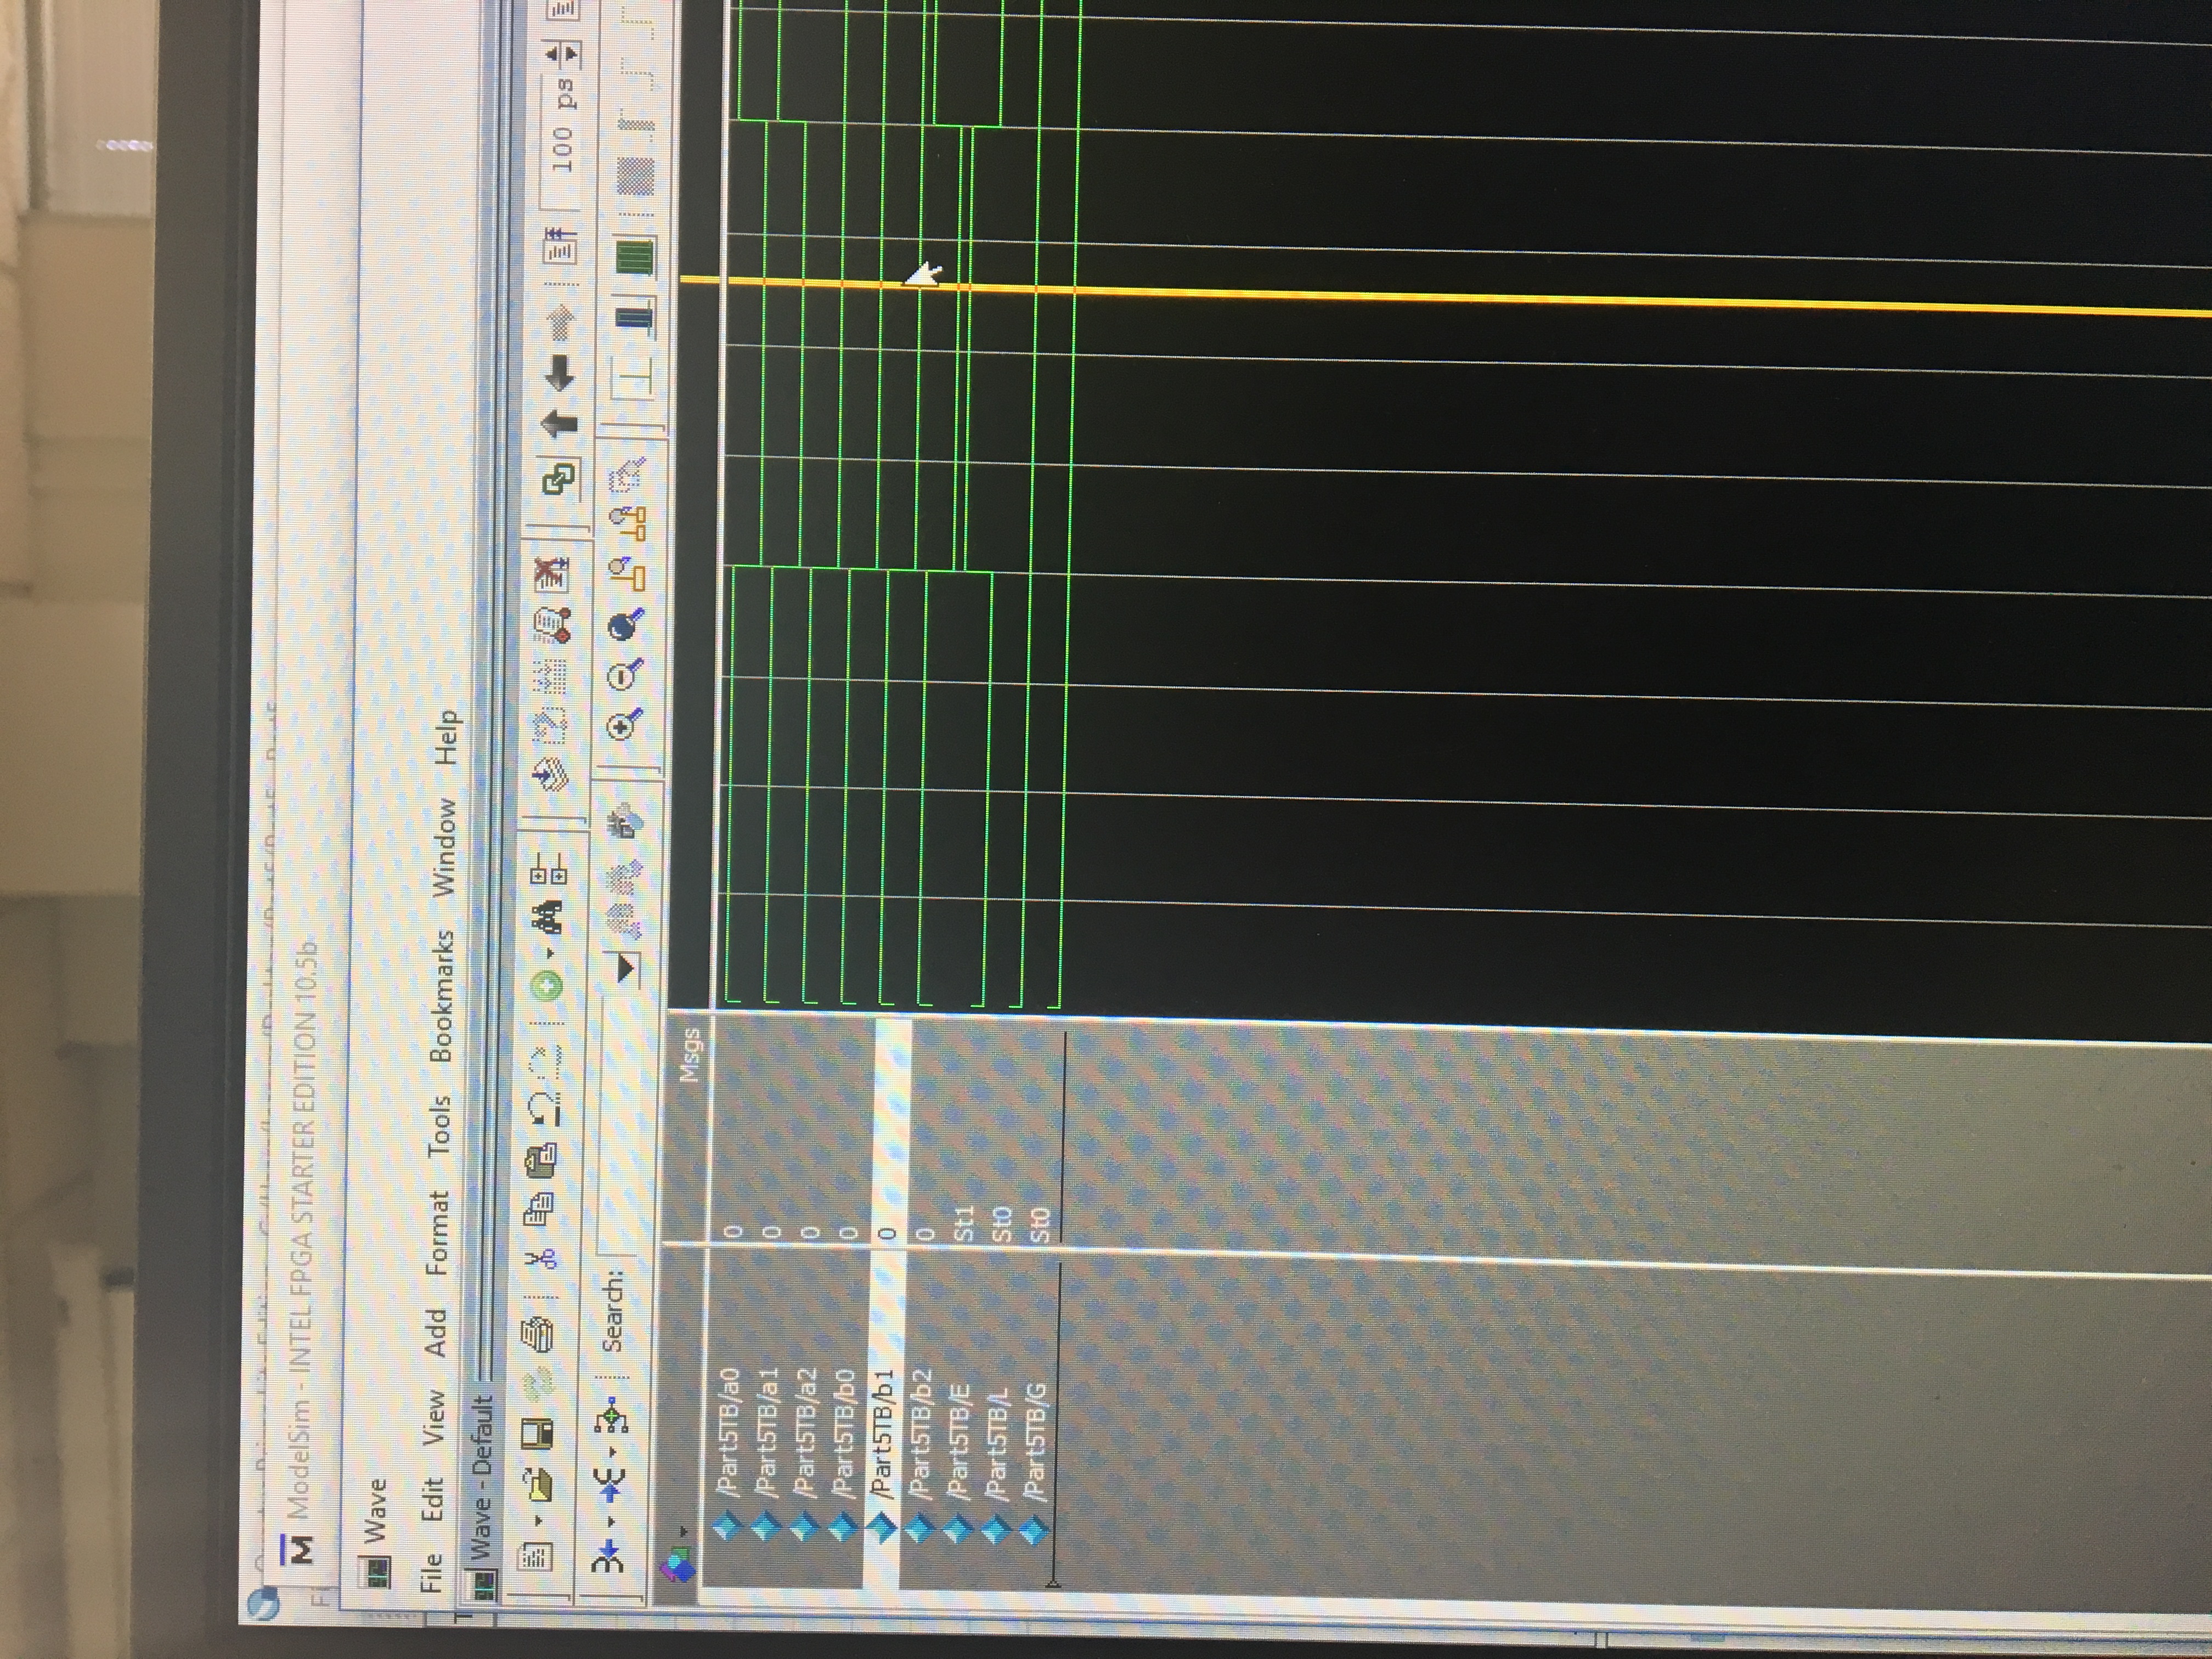 ModelSim - INTEL FPGA STARTER EDITION 10.5b
Wave
File Edit View Add Format Tools Bookmarks Window Help
Wave - Default
100 ps
Search:
Msgs
/Part5TB/a0 0
/Part5TB/a1 0
/Part5TB/a2 0
/Part5TB/b0 0
/Part5TB/b1 0
/Part5TB/b2 0
/Part5TB/E St1
/Part5TB/L St0
/Part5TB/G St0